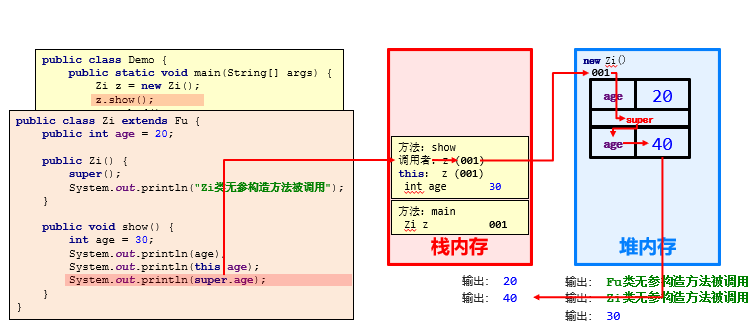 public class Demo {
public static void main(String[] args) {
Zi z = new Zi();
z.show();
public class Zi extends Fu {
public int age = 20;
public Zi() {
super();
System.out.println("Zi类无参构造方法被调用");
}
public void show() {
int age = 30;
System.out.println(age);
System.out.println(this.age);
System.out.println(super.age);
}
}
方法: show
调用者: z (001)
this: z (001)
int age 30
方法: main
Zi z 001
栈内存
new Zi()
001
age 20
super
age 40
堆内存
输出: 20
输出: 40
输出: Fu类无参构造方法被调用
输出: Zi类无参构造方法被调用
输出: 30